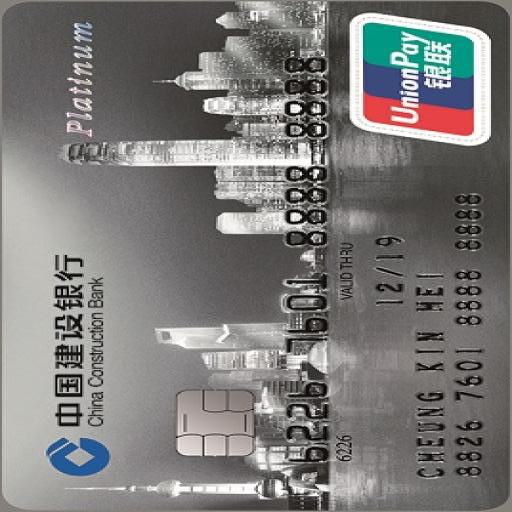 Platinum
中国建设银行
China Construction Bank
UnionPay
银联
6226 7601 8888 8888
6226
VALID THRU
12/19
CHEUNG KIN MEI
8826 7601 8888 8888